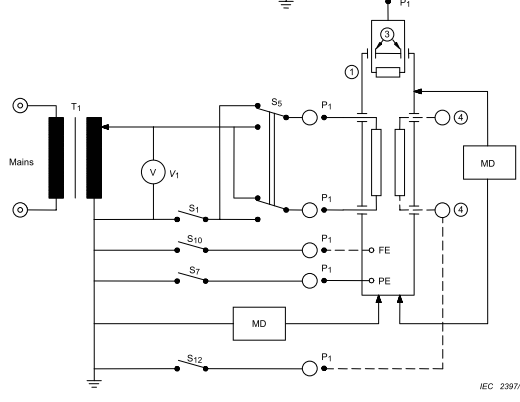 P1
3
1
S5
P1
T1
4
Mains
V
V1
MD
S1
P1
4
S10
P1
FE
S7
P1
PE
MD
S12
P1
IEC 2397/